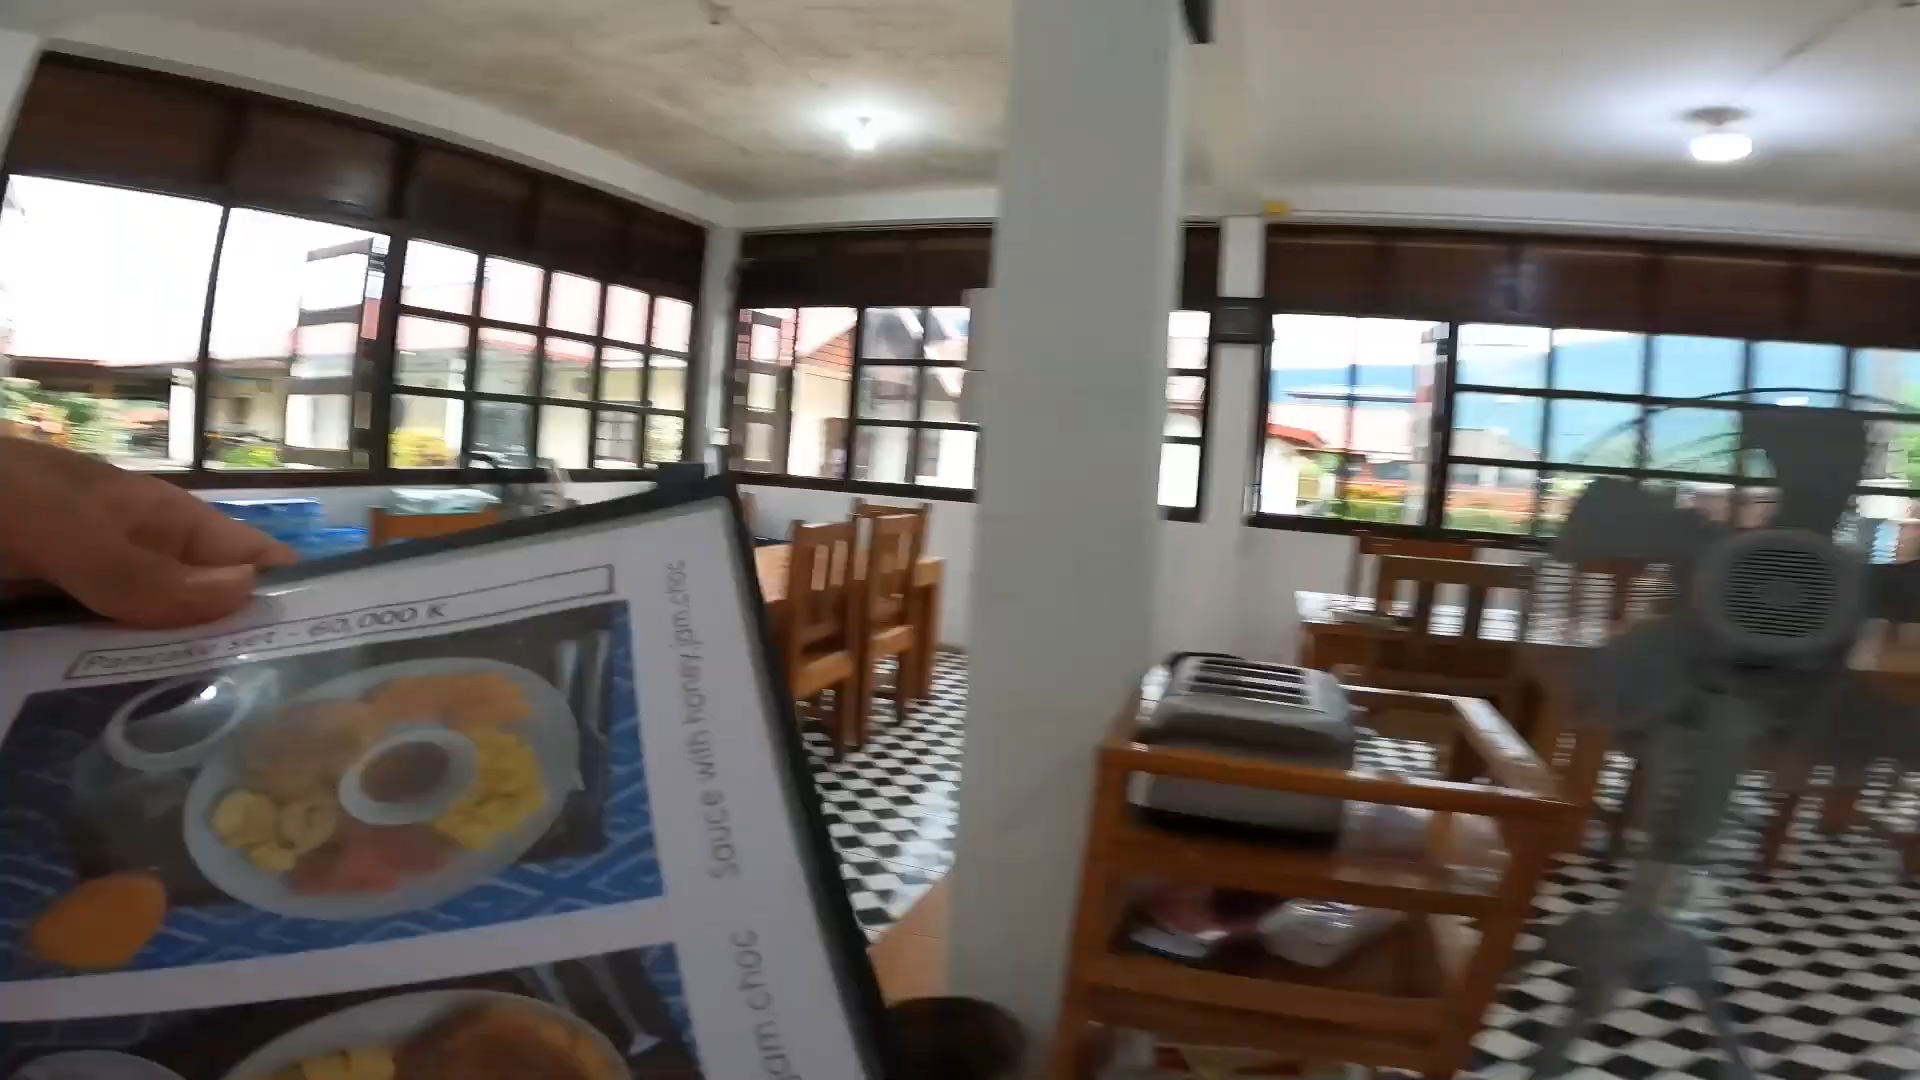 Pancake set - 60,000 K
Sauce with honey,jam,choc
jam,choc